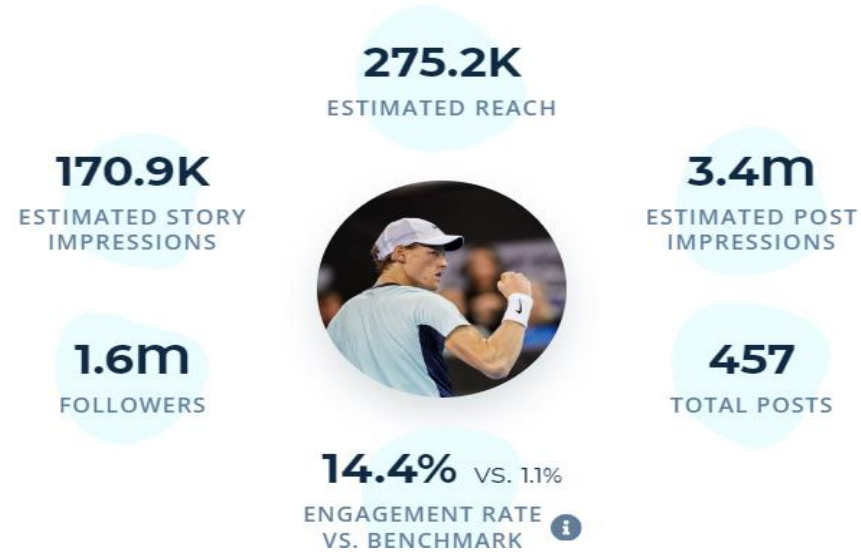 275.2K
ESTIMATED REACH
170.9K
ESTIMATED STORY
IMPRESSIONS
3.4m
ESTIMATED POST
IMPRESSIONS
1.6m
FOLLOWERS
457
TOTAL POSTS
14.4% VS. 1.1%
ENGAGEMENT RATE
VS. BENCHMARK
i